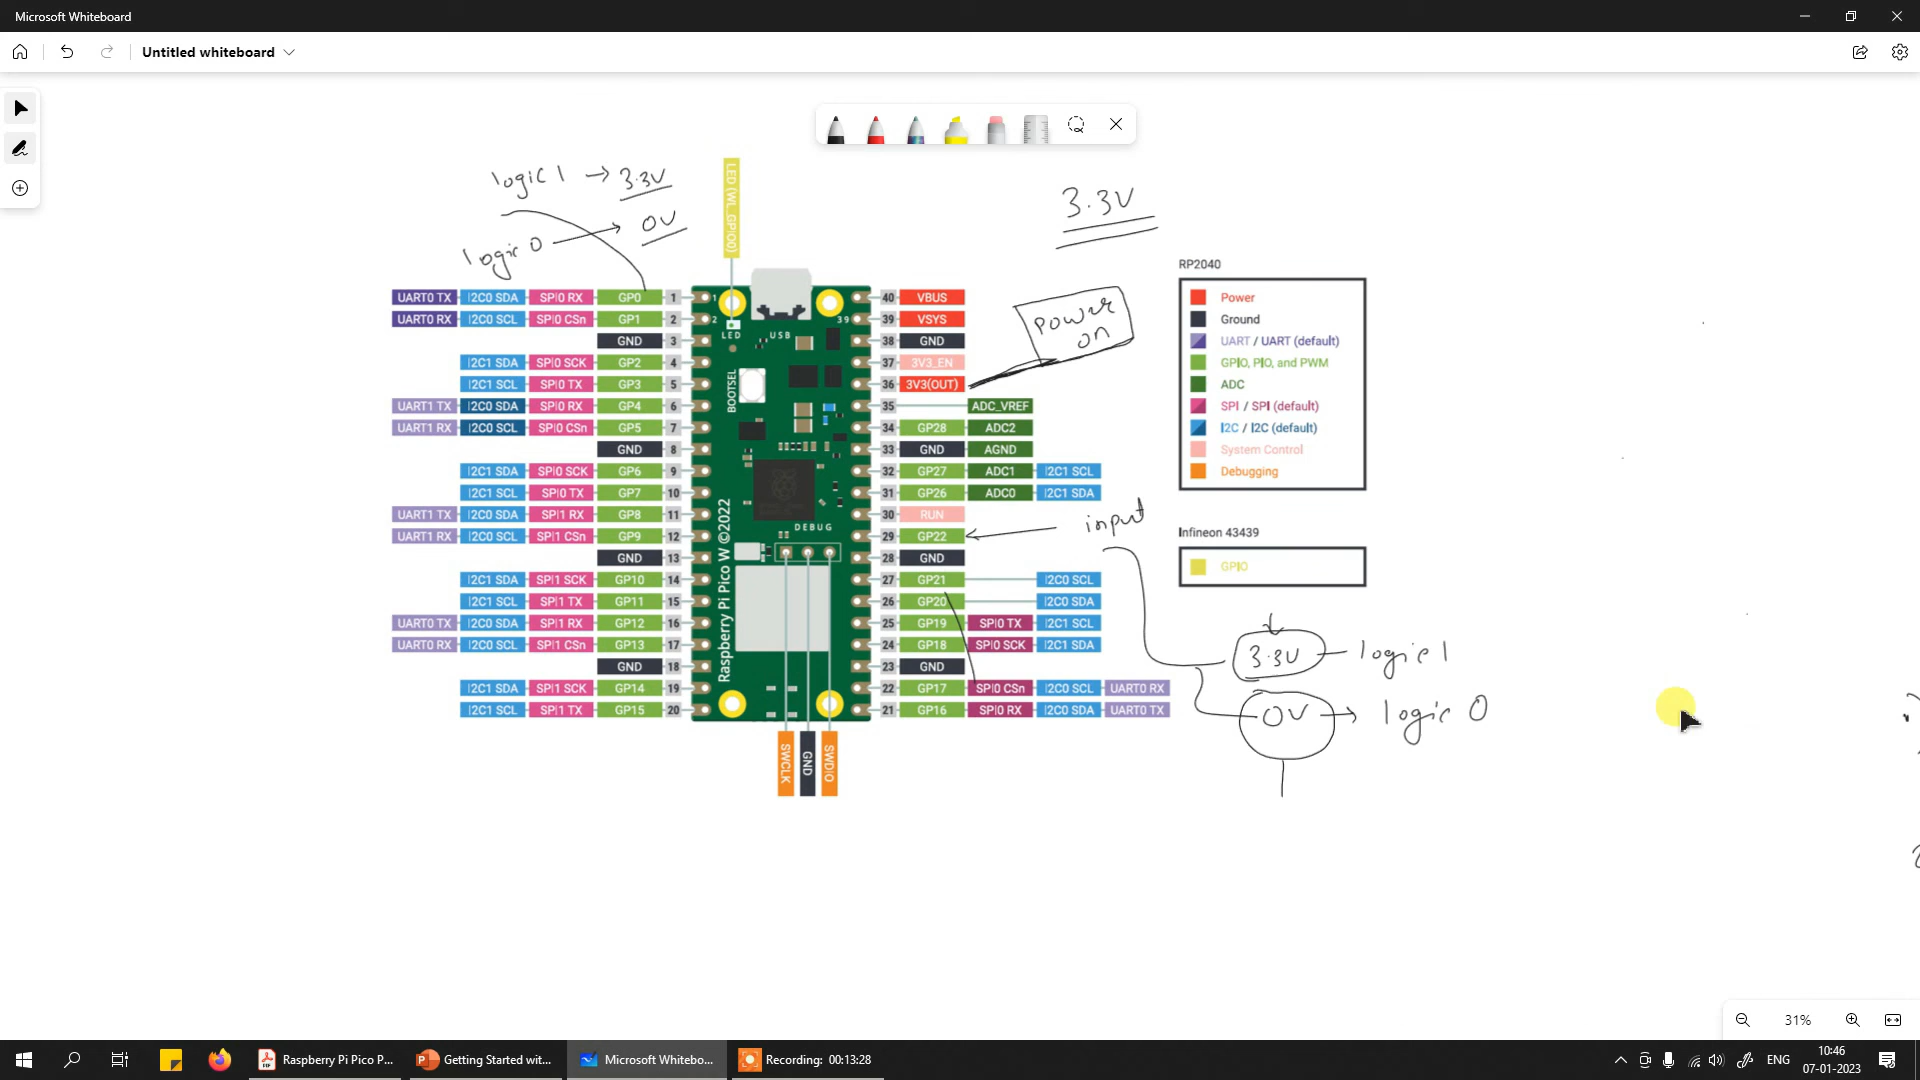 Microsoft Whiteboard
Untitled whiteboard
logic 1 → 3.3V
logic 0 → 0V
LED (WL_GPIO0)
3.3V
Power on
input
3.3V - logic 1
0V → logic 0
UART0 TX I2C0 SDA SPI0 RX GP0 1
UART0 RX I2C0 SCL SPI0 CSn GP1 2
GND 3
I2C1 SDA SPI0 SCK GP2 4
I2C1 SCL SPI0 TX GP3 5
UART1 TX I2C0 SDA SPI0 RX GP4 6
UART1 RX I2C0 SCL SPI0 CSn GP5 7
GND 8
I2C1 SDA SPI0 SCK GP6 9
I2C1 SCL SPI0 TX GP7 10
UART1 TX I2C0 SDA SPI1 RX GP8 11
UART1 RX I2C0 SCL SPI1 CSn GP9 12
GND 13
I2C1 SDA SPI1 SCK GP10 14
I2C1 SCL SPI1 TX GP11 15
UART0 TX I2C0 SDA SPI1 RX GP12 16
UART0 RX I2C0 SCL SPI1 CSn GP13 17
GND 18
I2C1 SDA SPI1 SCK GP14 19
I2C1 SCL SPI1 TX GP15 20
1
2
39
LED
USB
BOOTSEL
DEBUG
Raspberry Pi Pico W ©2022
SWCLK
GND
SWDIO
40 VBUS
39 VSYS
38 GND
37 3V3_EN
36 3V3(OUT)
35 ADC_VREF
34 GP28 ADC2
33 GND AGND
32 GP27 ADC1 I2C1 SCL
31 GP26 ADC0 I2C1 SDA
30 RUN
29 GP22
28 GND
27 GP21 I2C0 SCL
26 GP20 I2C0 SDA
25 GP19 SPI0 TX I2C1 SCL
24 GP18 SPI0 SCK I2C1 SDA
23 GND
22 GP17 SPI0 CSn I2C0 SCL UART0 RX
21 GP16 SPI0 RX I2C0 SDA UART0 TX
RP2040
Power
Ground
UART / UART (default)
GPIO, PIO, and PWM
ADC
SPI / SPI (default)
I2C / I2C (default)
System Control
Debugging
Infineon 43439
GPIO
31%
Raspberry Pi Pico P...
Getting Started wit...
Microsoft Whitebo...
Recording: 00:13:28
ENG
10:46
07-01-2023